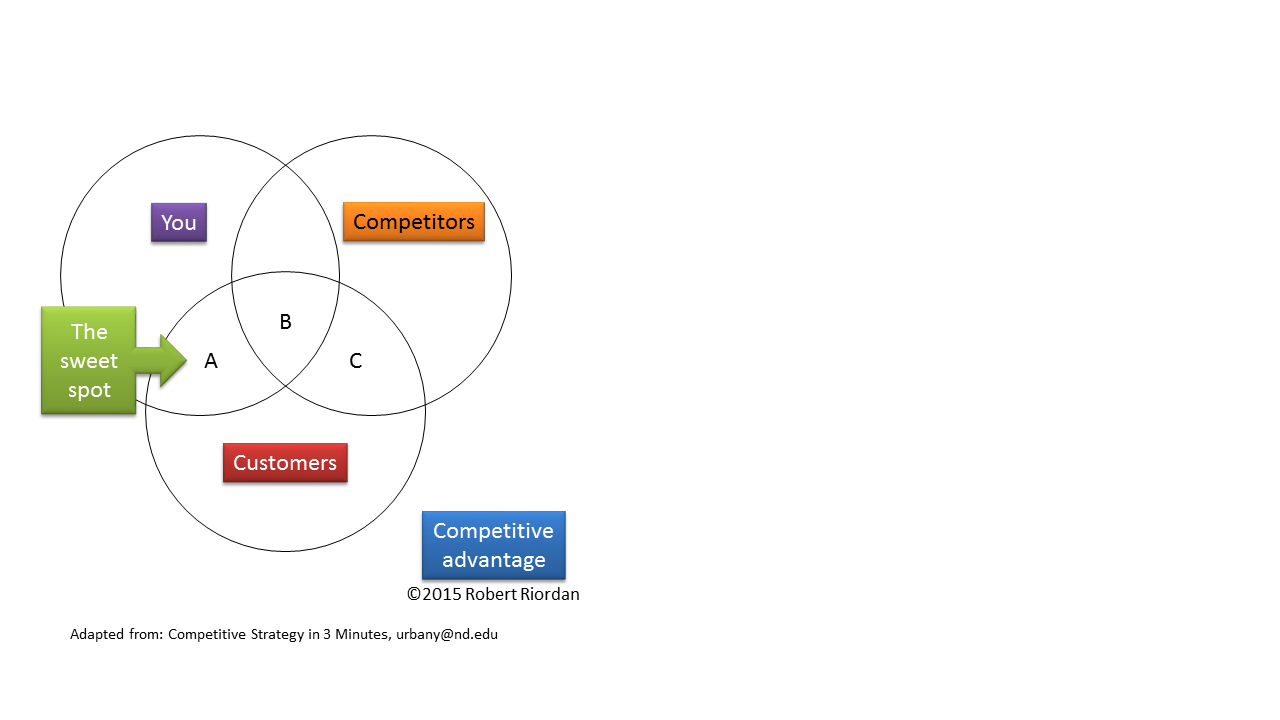 You
Competitors
The
sweet
spot
B
A
C
Customers
Competitive
advantage
©2015 Robert Riordan
Adapted from: Competitive Strategy in 3 Minutes, urbany@nd.edu